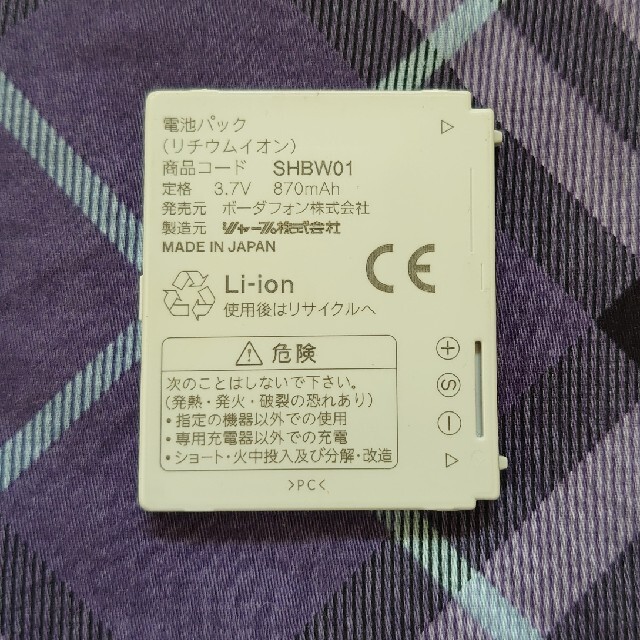 電池パック
(リチウムイオン)
商品コード SHBW01
定格 3.7V 870mAh
発売元 ボーダフォン株式会社
製造元 シャープ株式会社
MADE IN JAPAN
CE
Li-ion
使用後はリサイクルへ
危険
次のことはしないで下さい。
(発熱・発火・破裂の恐れあり)
・指定の機器以外での使用
・専用充電器以外での充電
・ショート・火中投入及び分解・改造
+
S
−
>PC<